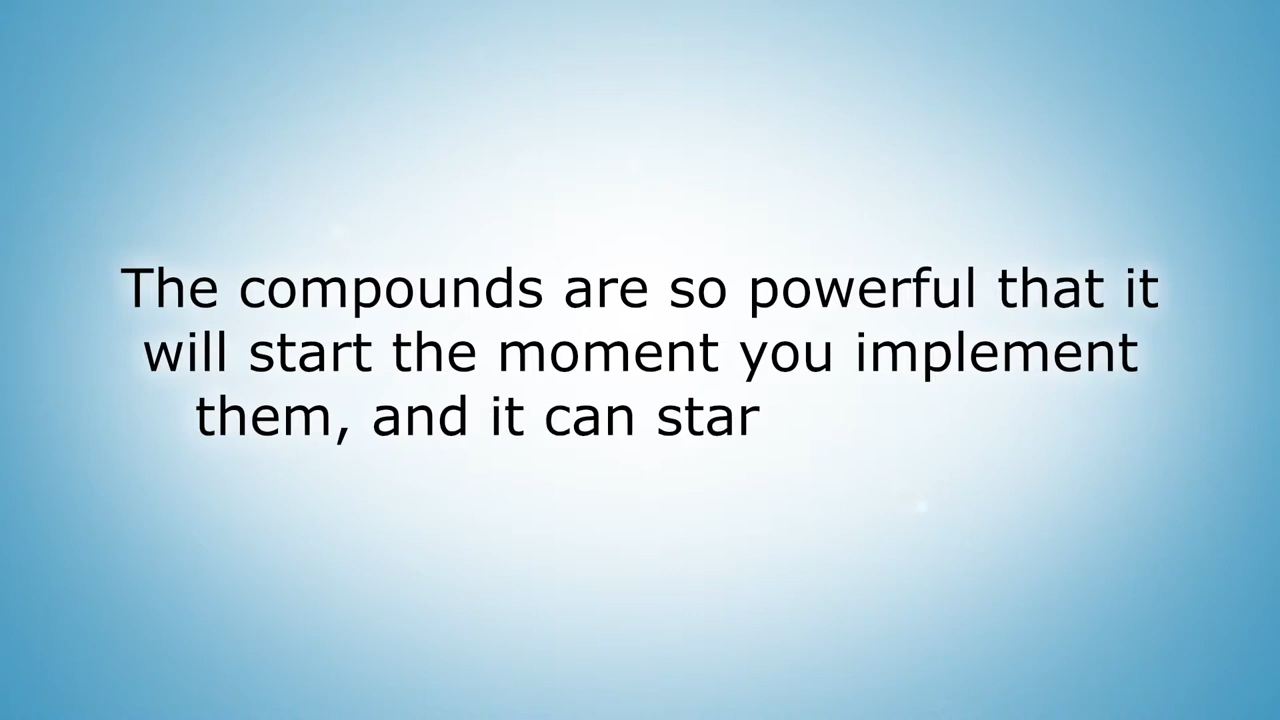 The compounds are so powerful that it
will start the moment you implement
them, and it can star